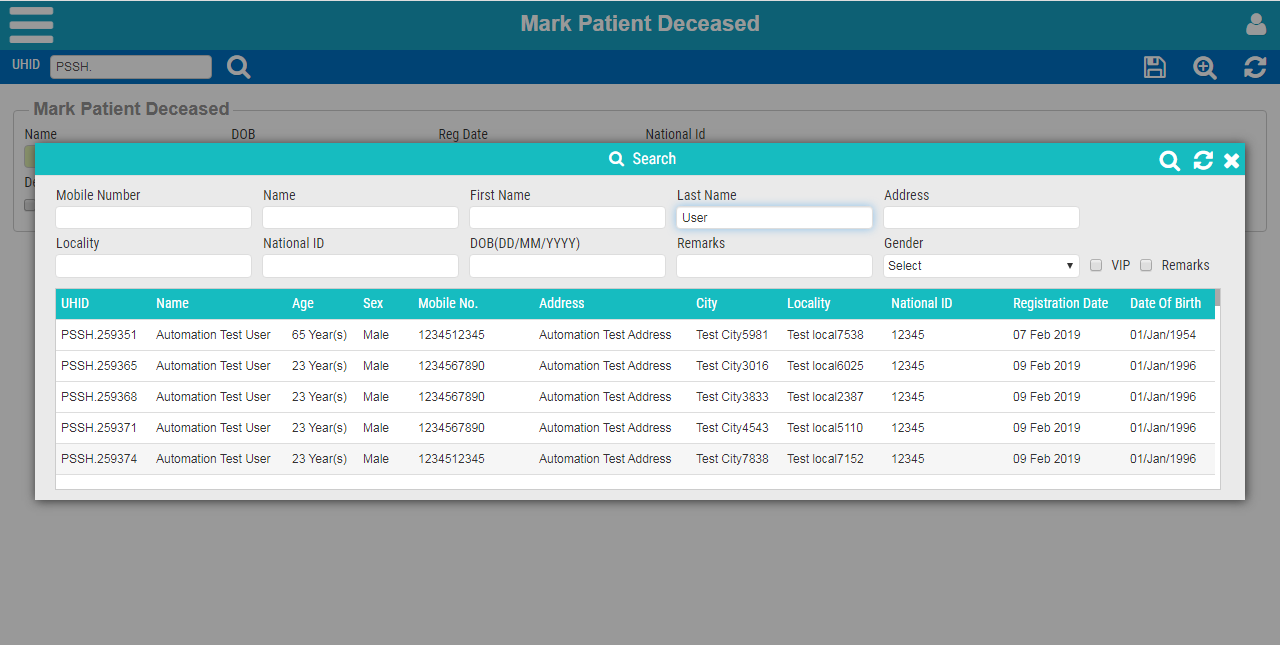 Mark Patient Deceased
UHID PSSH.
Mark Patient Deceased
Name DOB Reg Date National Id
Search
Mobile Number Name First Name Last Name Address
User
Locality National ID DOB(DD/MM/YYYY) Remarks Gender
Select VIP Remarks
UHID Name Age Sex Mobile No. Address City Locality National ID Registration Date Date Of Birth
PSSH.259351 Automation Test User 65 Year(s) Male 1234512345 Automation Test Address Test City5981 Test local7538 12345 07 Feb 2019 01/Jan/1954
PSSH.259365 Automation Test User 23 Year(s) Male 1234567890 Automation Test Address Test City3016 Test local6025 12345 09 Feb 2019 01/Jan/1996
PSSH.259368 Automation Test User 23 Year(s) Male 1234567890 Automation Test Address Test City3833 Test local2387 12345 09 Feb 2019 01/Jan/1996
PSSH.259371 Automation Test User 23 Year(s) Male 1234567890 Automation Test Address Test City4543 Test local5110 12345 09 Feb 2019 01/Jan/1996
PSSH.259374 Automation Test User 23 Year(s) Male 1234512345 Automation Test Address Test City7838 Test local7152 12345 09 Feb 2019 01/Jan/1996